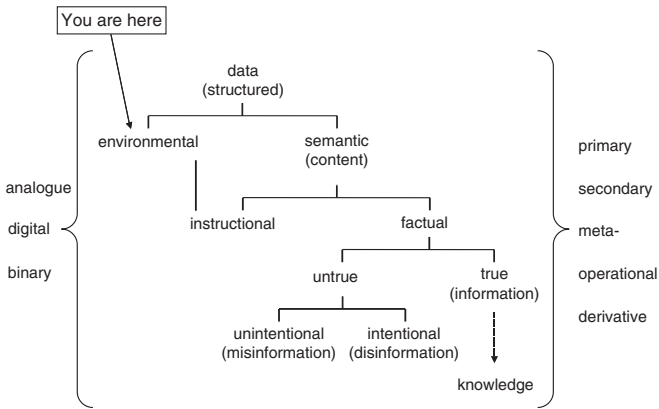 You are here
data
(structured)
environmental
semantic
(content)
analogue
digital
binary
primary
secondary
meta-
operational
derivative
instructional
factual
untrue
true
(information)
unintentional
(misinformation)
intentional
(disinformation)
knowledge